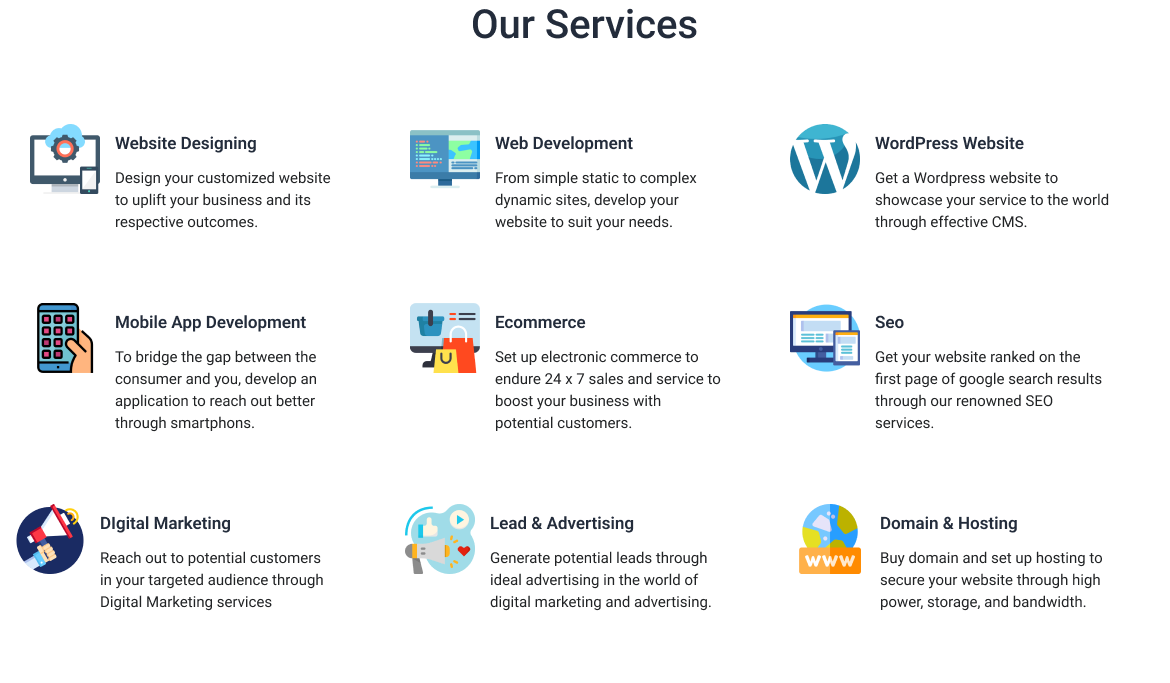 Our Services
Website Designing
Design your customized website
to uplift your business and its
respective outcomes.
Web Development
From simple static to complex
dynamic sites, develop your
website to suit your needs.
WordPress Website
Get a Wordpress website to
showcase your service to the world
through effective CMS.
Mobile App Development
To bridge the gap between the
consumer and you, develop an
application to reach out better
through smartphons.
Ecommerce
Set up electronic commerce to
endure 24 x 7 sales and service to
boost your business with
potential customers.
Seo
Get your website ranked on the
first page of google search results
through our renowned SEO
services.
DIgital Marketing
Reach out to potential customers
in your targeted audience through
Digital Marketing services
Lead & Advertising
Generate potential leads through
ideal advertising in the world of
digital marketing and advertising.
www
Domain & Hosting
Buy domain and set up hosting to
secure your website through high
power, storage, and bandwidth.